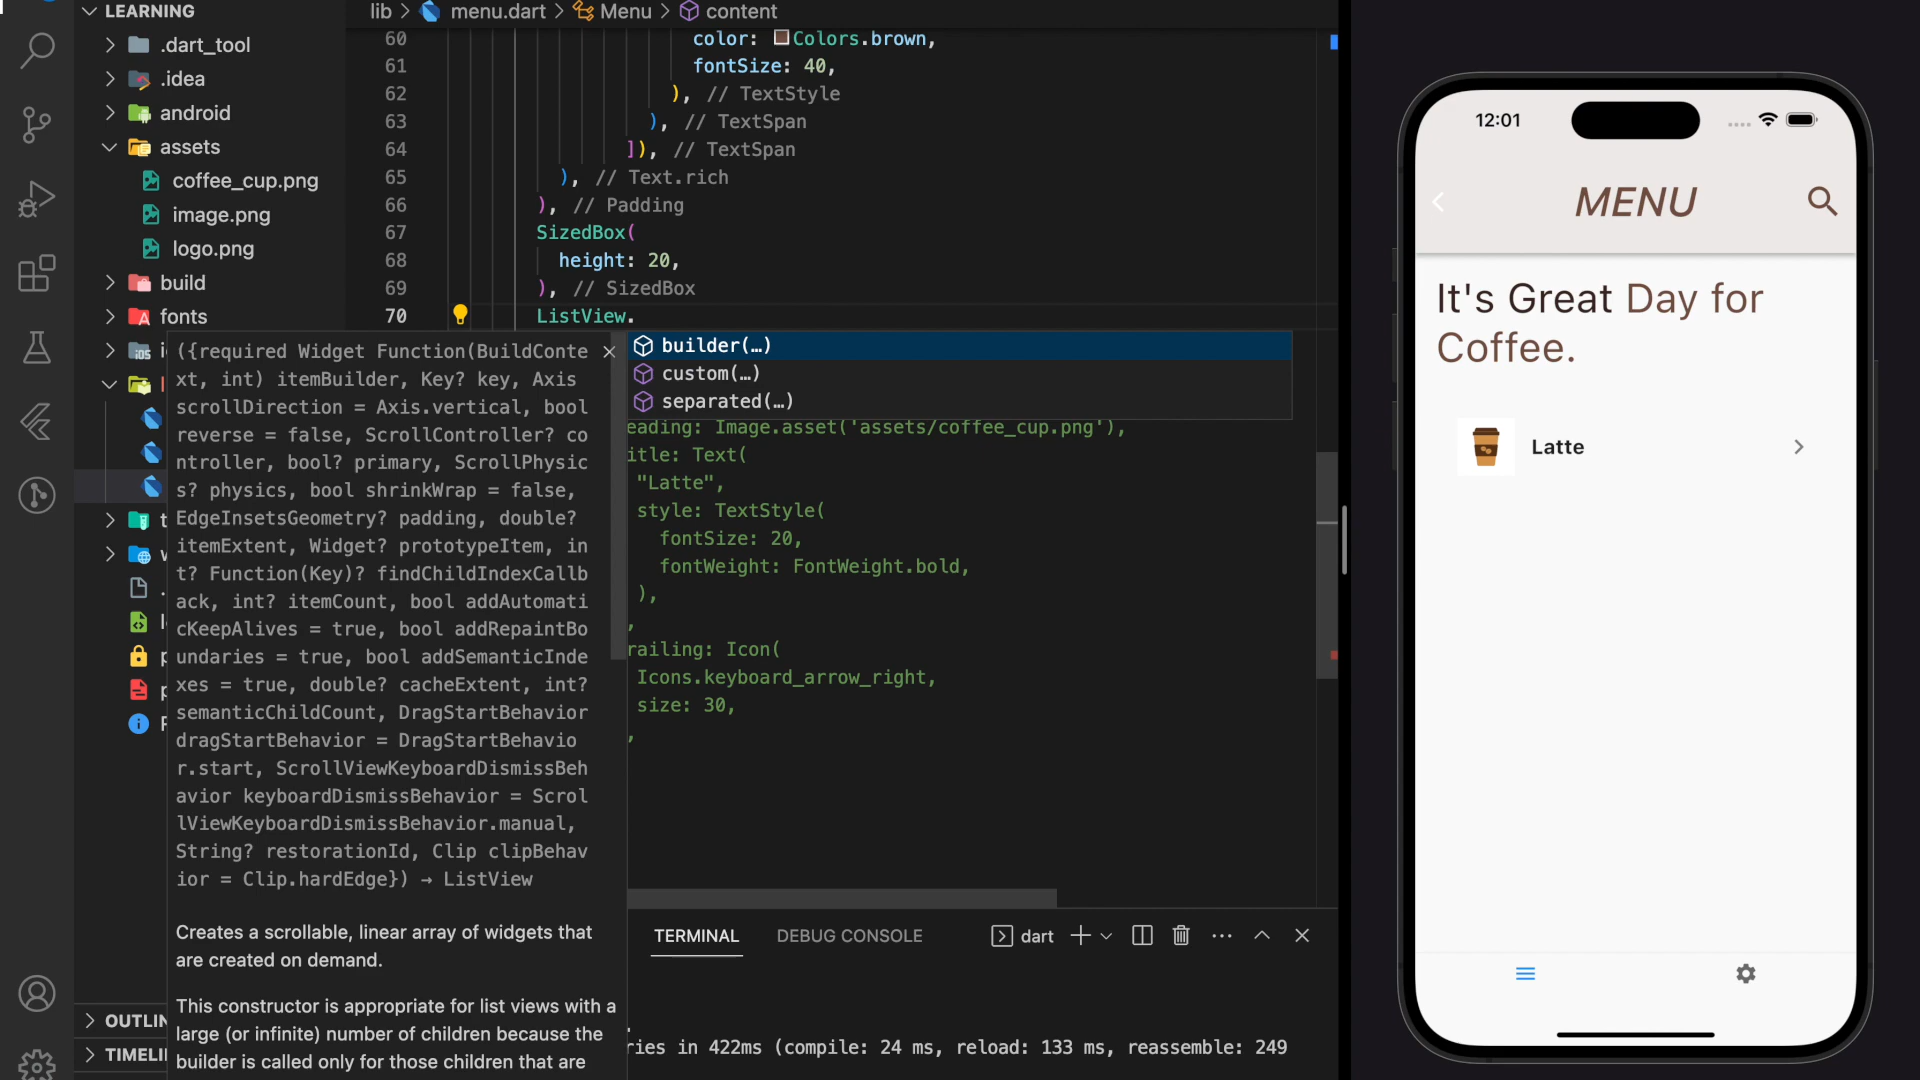 LEARNING
.dart_tool
.idea
android
assets
coffee_cup.png
image.png
logo.png
build
fonts
OUTLIN
TIMELI
lib > menu.dart > Menu > content
60 color: Colors.brown,
61 fontSize: 40,
62 ), // TextStyle
63 ), // TextSpan
64 ]), // TextSpan
65 ), // Text.rich
66 ), // Padding
67 SizedBox(
68 height: 20,
69 ), // SizedBox
70 ListView.
({required Widget Function(BuildConte
xt, int) itemBuilder, Key? key, Axis
scrollDirection = Axis.vertical, bool
reverse = false, ScrollController? co
ntroller, bool? primary, ScrollPhysic
s? physics, bool shrinkWrap = false,
EdgeInsetsGeometry? padding, double?
itemExtent, Widget? prototypeItem, in
t? Function(Key)? findChildIndexCallb
ack, int? itemCount, bool addAutomati
cKeepAlives = true, bool addRepaintBo
undaries = true, bool addSemanticInde
xes = true, double? cacheExtent, int?
semanticChildCount, DragStartBehavior
dragStartBehavior = DragStartBehavio
r.start, ScrollViewKeyboardDismissBeh
avior keyboardDismissBehavior = Scrol
lViewKeyboardDismissBehavior.manual,
String? restorationId, Clip clipBehav
ior = Clip.hardEdge}) → ListView
Creates a scrollable, linear array of widgets that
are created on demand.
This constructor is appropriate for list views with a
large (or infinite) number of children because the
builder is called only for those children that are
builder(…)
custom(…)
separated(…)
eading: Image.asset('assets/coffee_cup.png'),
itle: Text(
"Latte",
style: TextStyle(
fontSize: 20,
fontWeight: FontWeight.bold,
),
,
railing: Icon(
Icons.keyboard_arrow_right,
size: 30,
,
TERMINAL DEBUG CONSOLE dart
ries in 422ms (compile: 24 ms, reload: 133 ms, reassemble: 249
12:01
MENU
It's Great Day for
Coffee.
Latte